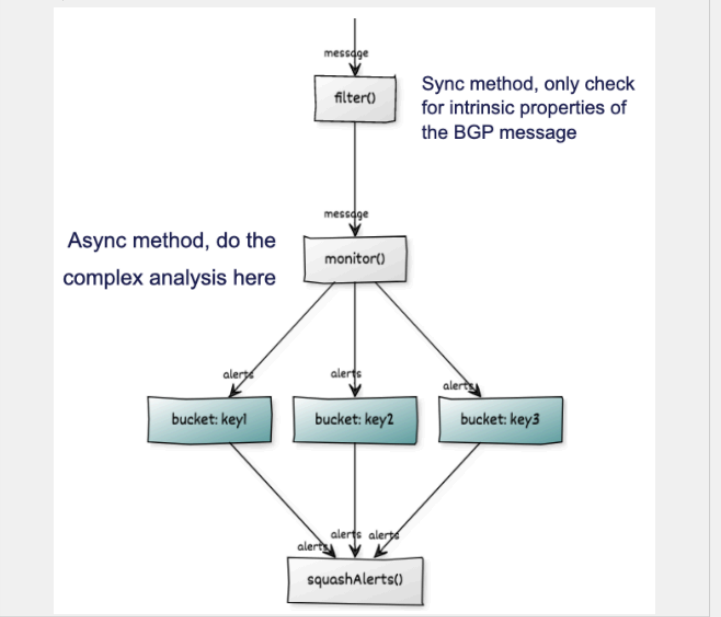 message
filter()
Sync method, only check
for intrinsic properties of
the BGP message
message
Async method, do the
complex analysis here
monitor()
alerts
alerts
alerts
bucket: key1
bucket: key2
bucket: key3
alerts
alerts
alerts
squashAlerts()